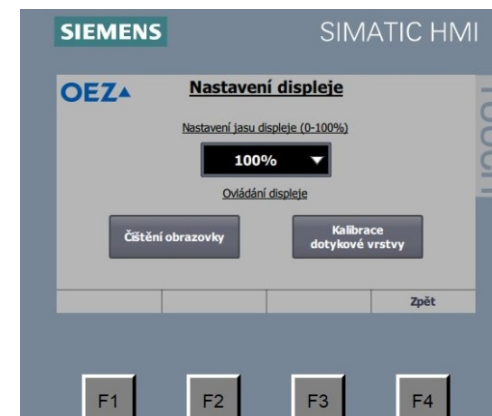 SIEMENS
SIMATIC HMI
OEZ
Nastavení displeje
Nastavení jasu displeje (0-100%)
100%
Ovládání displeje
Čištění obrazovky
Kalibrace
dotykové vrstvy
Zpět
F1
F2
F3
F4